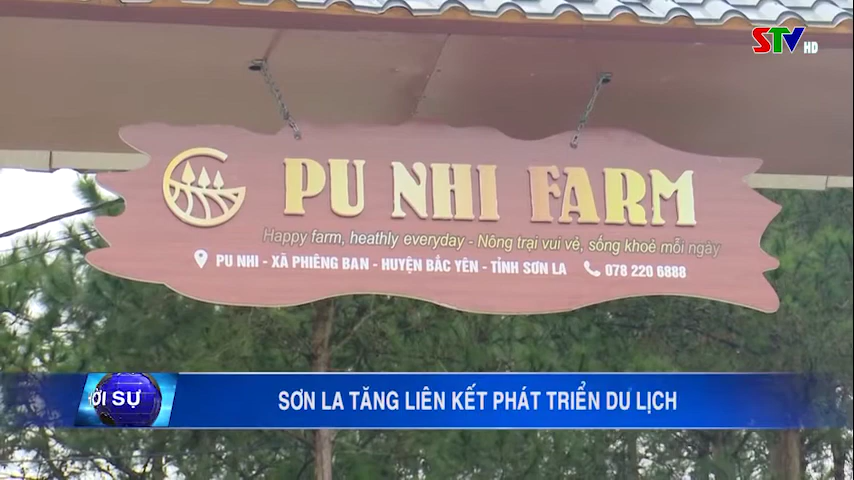 STV HD
PU NHI FARM
Happy farm, heathly everyday - Nông trại vui vẻ, sống khoẻ mỗi ngày
PU NHI - XÃ PHIÊNG BAN - HUYỆN BẮC YÊN - TỈNH SƠN LA 078 220 6888
ỜI SỰ SƠN LA TĂNG LIÊN KẾT PHÁT TRIỂN DU LỊCH